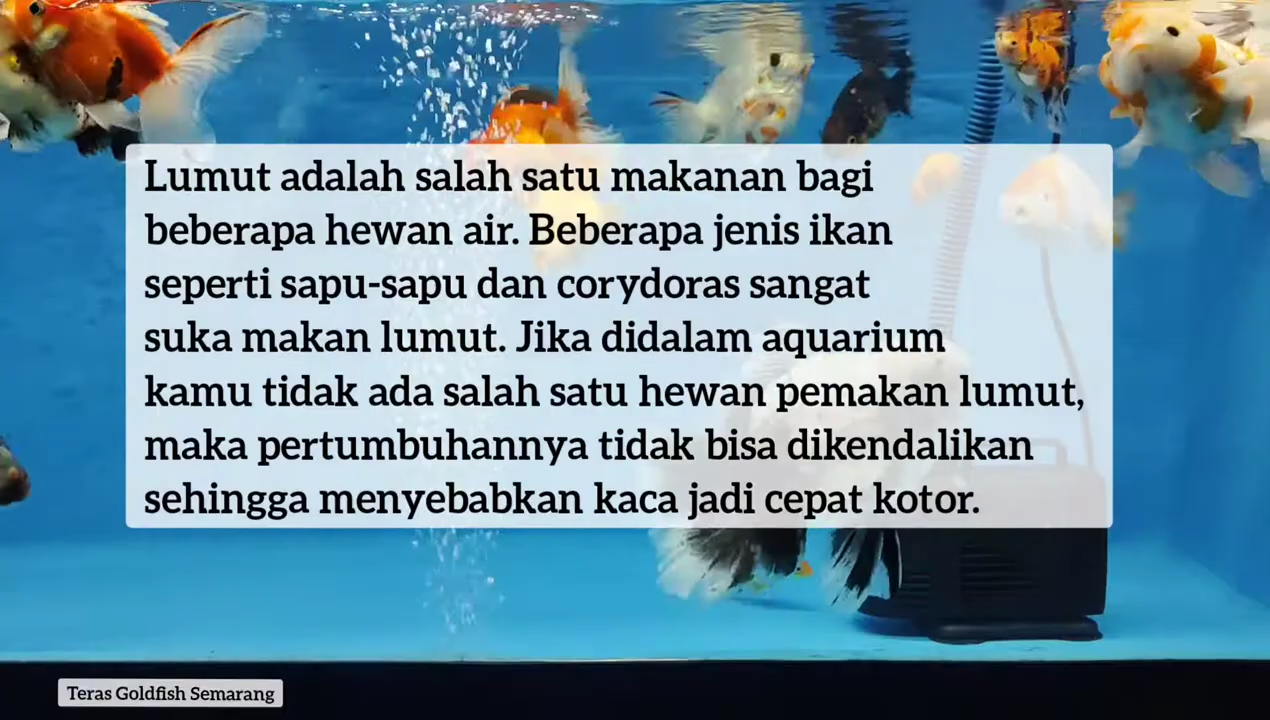 Lumut adalah salah satu makanan bagi
beberapa hewan air. Beberapa jenis ikan
seperti sapu-sapu dan corydoras sangat
suka makan lumut. Jika didalam aquarium
kamu tidak ada salah satu hewan pemakan lumut,
maka pertumbuhannya tidak bisa dikendalikan
sehingga menyebabkan kaca jadi cepat kotor.
Teras Goldfish Semarang